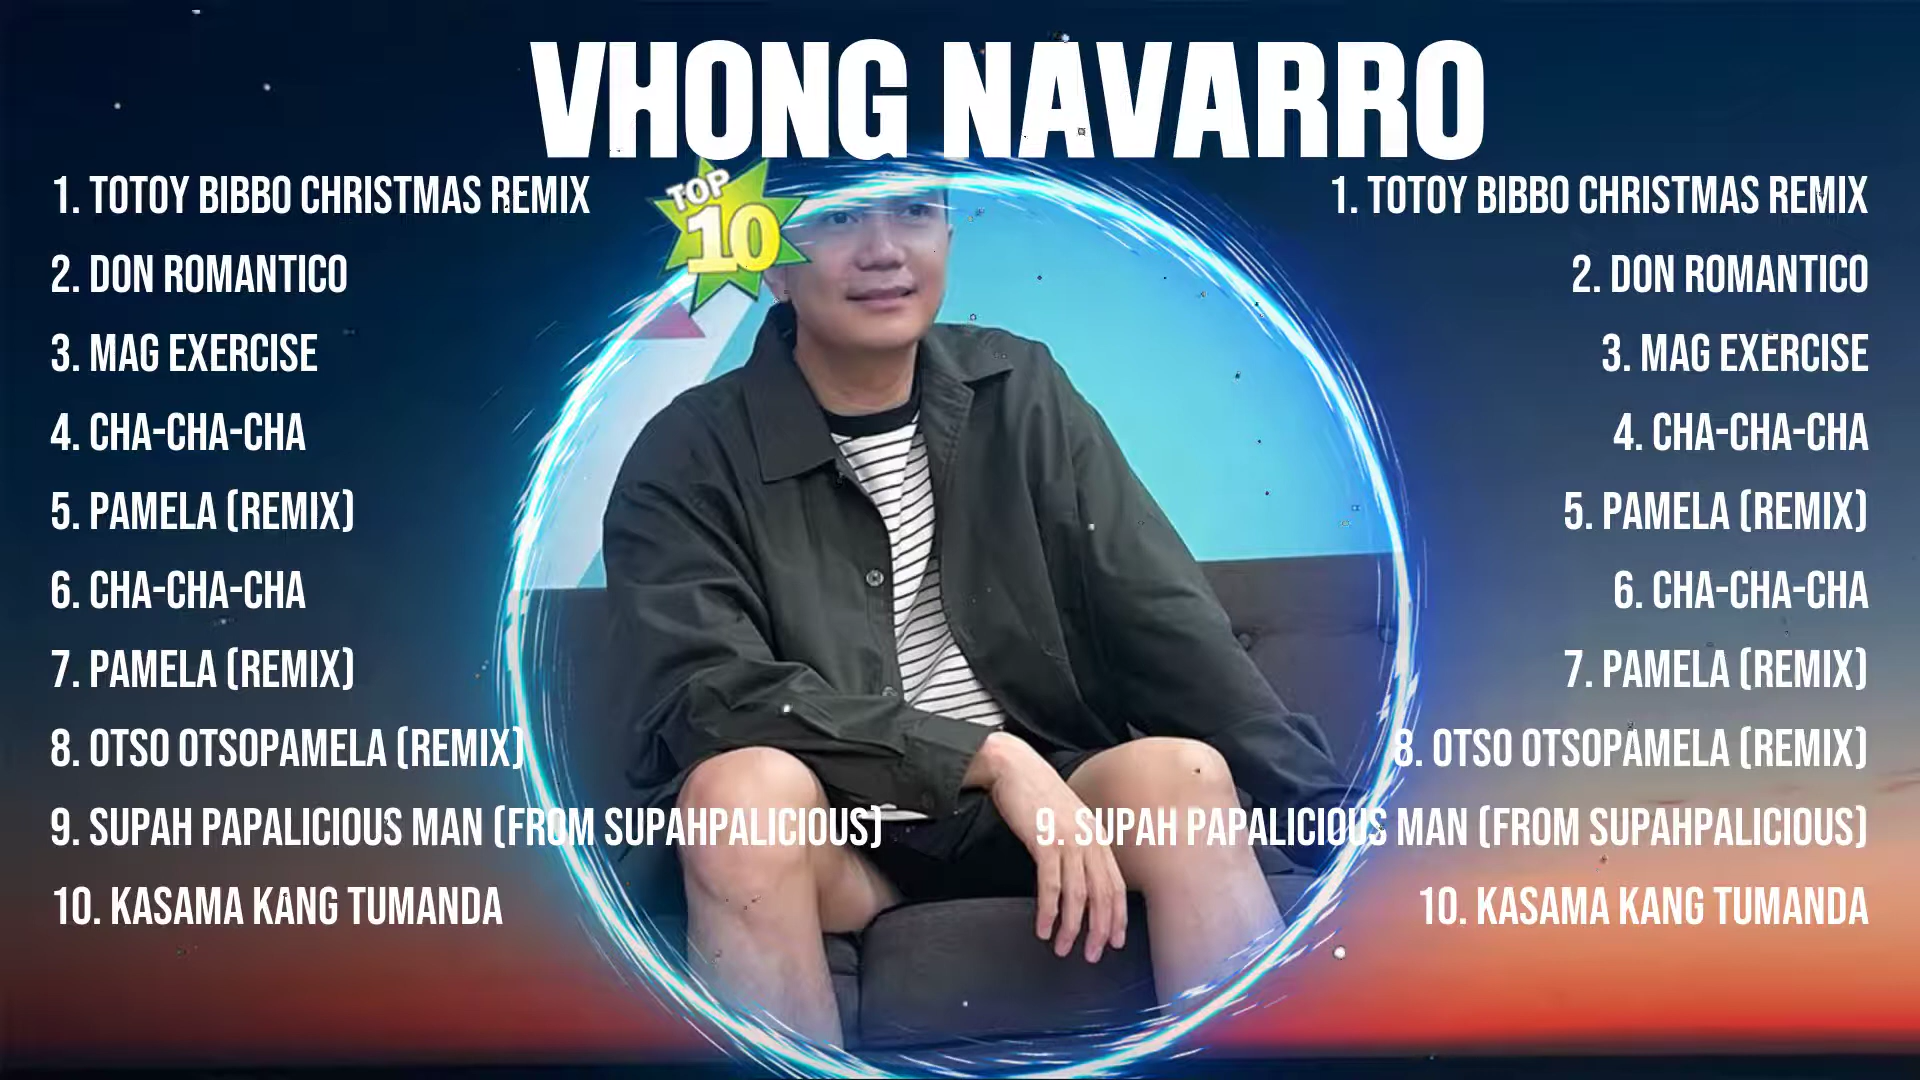 VHONG NAVARRO
TOP
10
1. TOTOY BIBBO CHRISTMAS REMIX
2. DON ROMANTICO
3. MAG EXERCISE
4. CHA-CHA-CHA
5. PAMELA (REMIX)
6. CHA-CHA-CHA
7. PAMELA (REMIX)
8. OTSO OTSOPAMELA (REMIX)
9. SUPAH PAPALICIOUS MAN (FROM SUPAHPALICIOUS)
10. KASAMA KANG TUMANDA
1. TOTOY BIBBO CHRISTMAS REMIX
2. DON ROMANTICO
3. MAG EXERCISE
4. CHA-CHA-CHA
5. PAMELA (REMIX)
6. CHA-CHA-CHA
7. PAMELA (REMIX)
8. OTSO OTSOPAMELA (REMIX)
9. SUPAH PAPALICIOUS MAN (FROM SUPAHPALICIOUS)
10. KASAMA KANG TUMANDA